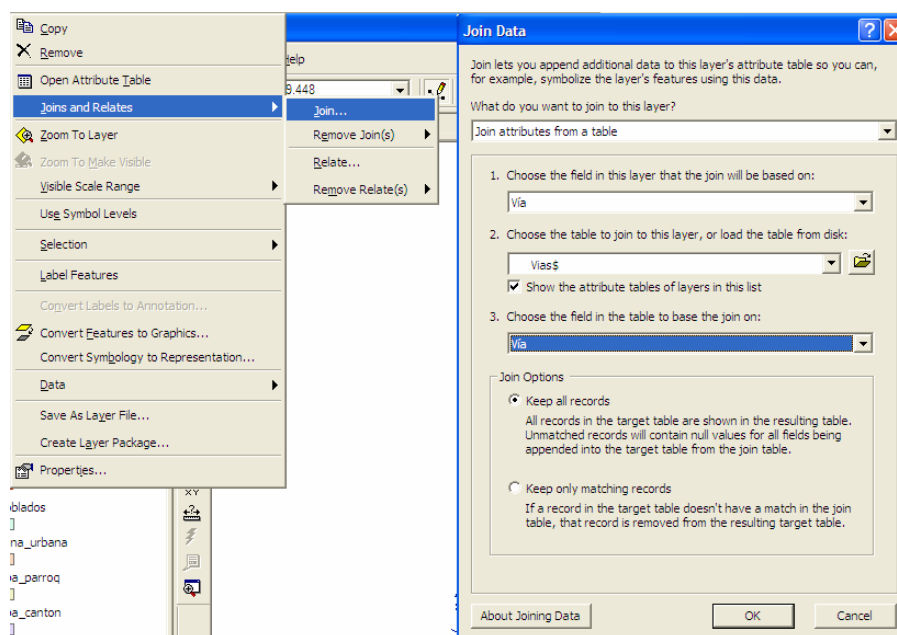 Copy
Remove
Open Attribute Table
Joins and Relates
Zoom To Layer
Zoom To Make Visible
Visible Scale Range
Use Symbol Levels
Selection
Label Features
Convert Labels to Annotation...
Convert Features to Graphics...
Convert Symbology to Representation...
Data
Save As Layer File...
Create Layer Package...
Properties...
9.448
Join...
Remove Join(s)
Relate...
Remove Relate(s)
XY
na_urbana
Join Data
Join lets you append additional data to this layer's attribute table so you can,
for example, symbolize the layer's features using this data.
What do you want to join to this layer?
Join attributes from a table
1. Choose the field in this layer that the join will be based on:
Vía
2. Choose the table to join to this layer, or load the table from disk:
Vias$
Show the attribute tables of layers in this list
3. Choose the field in the table to base the join on:
Vía
Join Options
Keep all records
All records in the target table are shown in the resulting table.
Unmatched records will contain null values for all fields being
appended into the target table from the join table.
Keep only matching records
If a record in the target table doesn't have a match in the join
table, that record is removed from the resulting target table.
About Joining Data
OK
Cancel